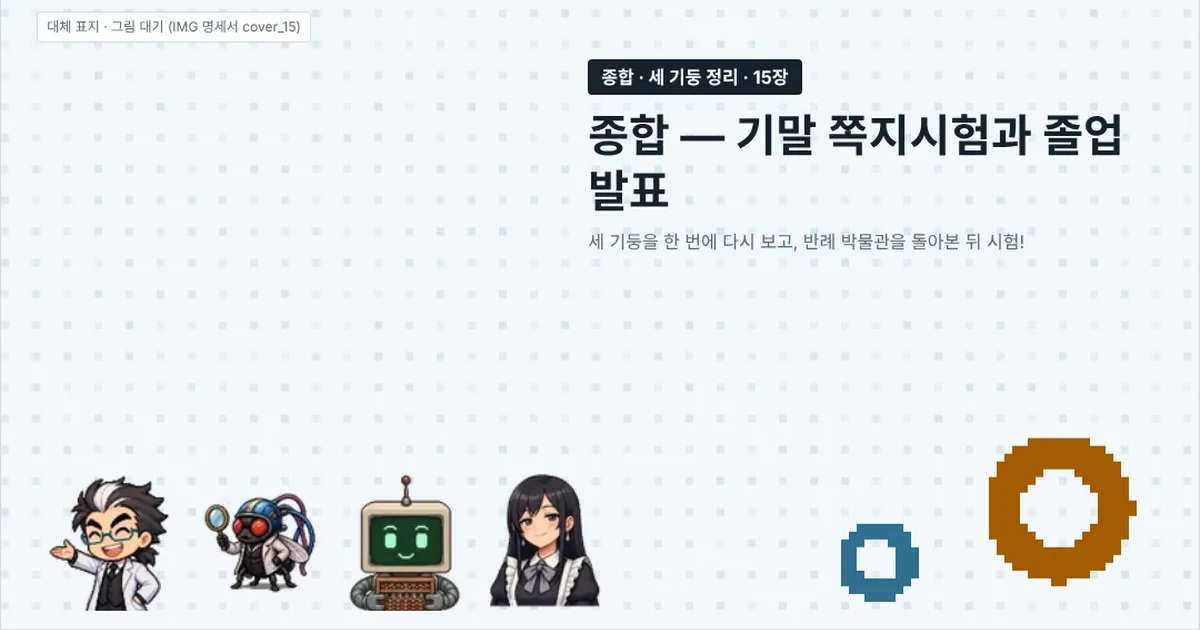 대체 표지 · 그림 대기 (IMG 명세서 cover_15)
종합 · 세 기둥 정리 · 15장
종합 — 기말 쪽지시험과 졸업
발표
세 기둥을 한 번에 다시 보고, 반례 박물관을 돌아본 뒤 시험!